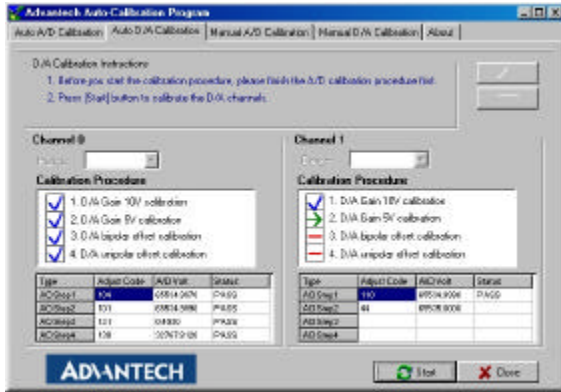 Advantech Auto-Calibration Program
Auto A/D Calibration Auto D/A Calibration Manual A/D Calibration Manual D/A Calibration About
D/A Calibration Instructions
1. Before you start the calibration procedure, please finish the A/D calibration procedure first.
2. Press [Start] button to calibrate the D/A channels.
Channel 0
Calibration Procedure
1. D/A Gain 10V calibration
2. D/A Gain 5V calibration
3. D/A bipolar offset calibration
4. D/A unipolar offset calibration
Type Adjust Code A/D Volt Status
AO Step1 104 PASS
AO Step2 PASS
AO Step3 PASS
AO Step4 PASS
Channel 1
Calibration Procedure
1. D/A Gain 10V calibration
2. D/A Gain 5V calibration
3. D/A bipolar offset calibration
4. D/A unipolar offset calibration
Type Adjust Code A/D Volt Status
AO Step1 110 PASS
AO Step2
AO Step3
AO Step4
ADVANTECH
Start Close